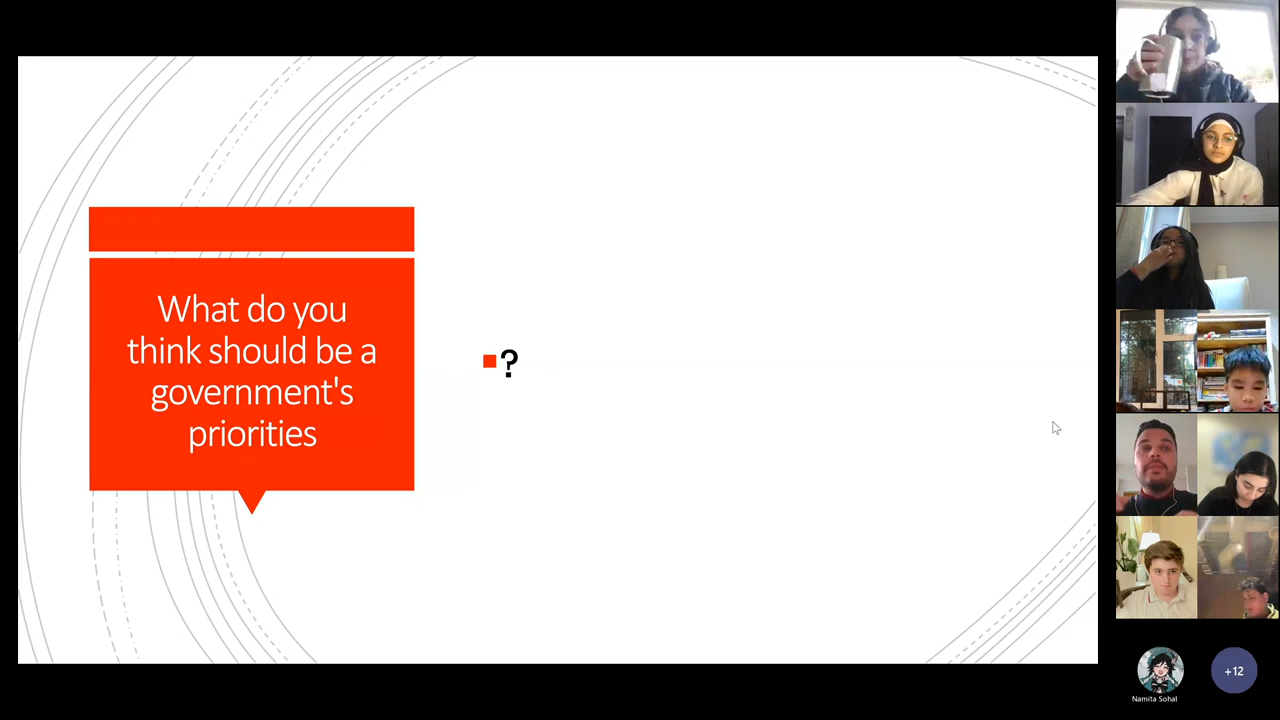 What do you
think should be a
government's
priorities
?
Namita Sohal
+12